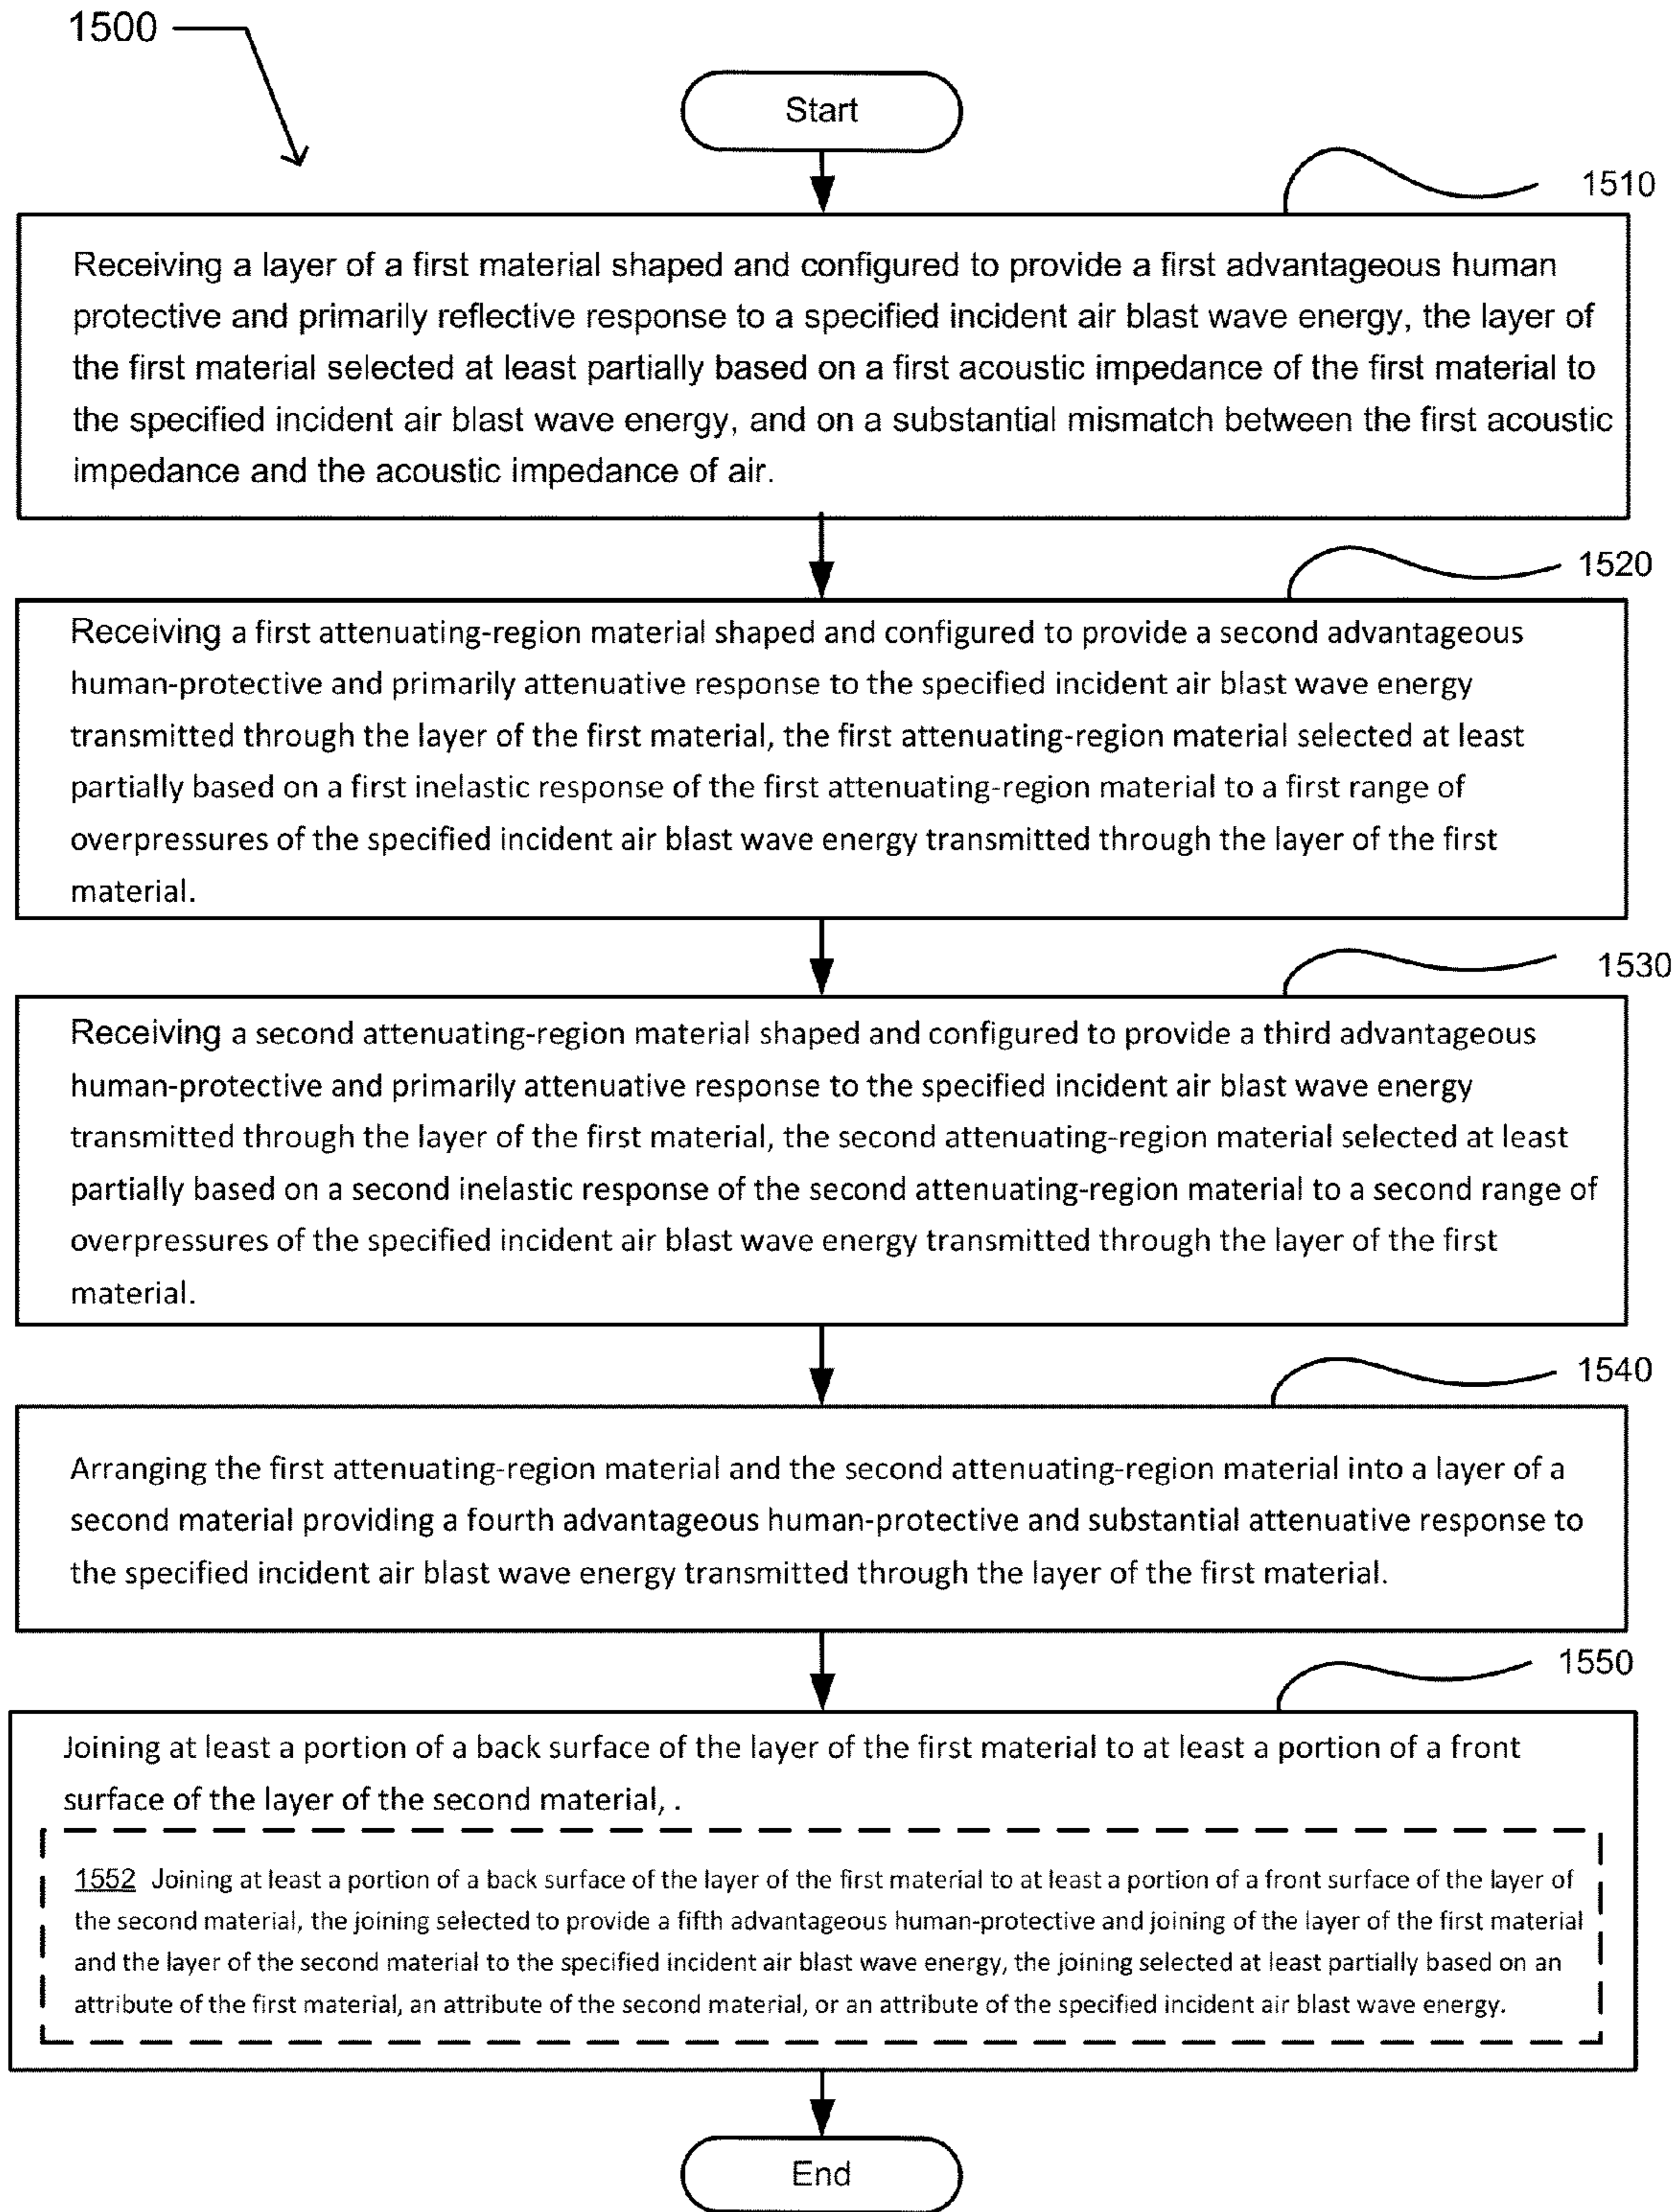 1500
Start
1510
Receiving a layer of a first material shaped and configured to provide a first advantageous human
protective and primarily reflective response to a specified incident air blast wave energy, the layer of
the first material selected at least partially based on a first acoustic impedance of the first material to
the specified incident air blast wave energy, and on a substantial mismatch between the first acoustic
impedance and the acoustic impedance of air.
1520
Receiving a first attenuating-region material shaped and configured to provide a second advantageous
human-protective and primarily attenuative response to the specified incident air blast wave energy
transmitted through the layer of the first material, the first attenuating-region material selected at least
partially based on a first inelastic response of the first attenuating-region material to a first range of
overpressures of the specified incident air blast wave energy transmitted through the layer of the first
material.
1530
Receiving a second attenuating-region material shaped and configured to provide a third advantageous
human-protective and primarily attenuative response to the specified incident air blast wave energy
transmitted through the layer of the first material, the second attenuating-region material selected at least
partially based on a second inelastic response of the second attenuating-region material to a second range of
overpressures of the specified incident air blast wave energy transmitted through the layer of the first
material.
1540
Arranging the first attenuating-region material and the second attenuating-region material into a layer of a
second material providing a fourth advantageous human-protective and substantial attenuative response to
the specified incident air blast wave energy transmitted through the layer of the first material.
1550
Joining at least a portion of a back surface of the layer of the first material to at least a portion of a front
surface of the layer of the second material, .
1552 Joining at least a portion of a back surface of the layer of the first material to at least a portion of a front surface of the layer of
the second material, the joining selected to provide a fifth advantageous human-protective and joining of the layer of the first material
and the layer of the second material to the specified incident air blast wave energy, the joining selected at least partially based on an
attribute of the first material, an attribute of the second material, or an attribute of the specified incident air blast wave energy.
End